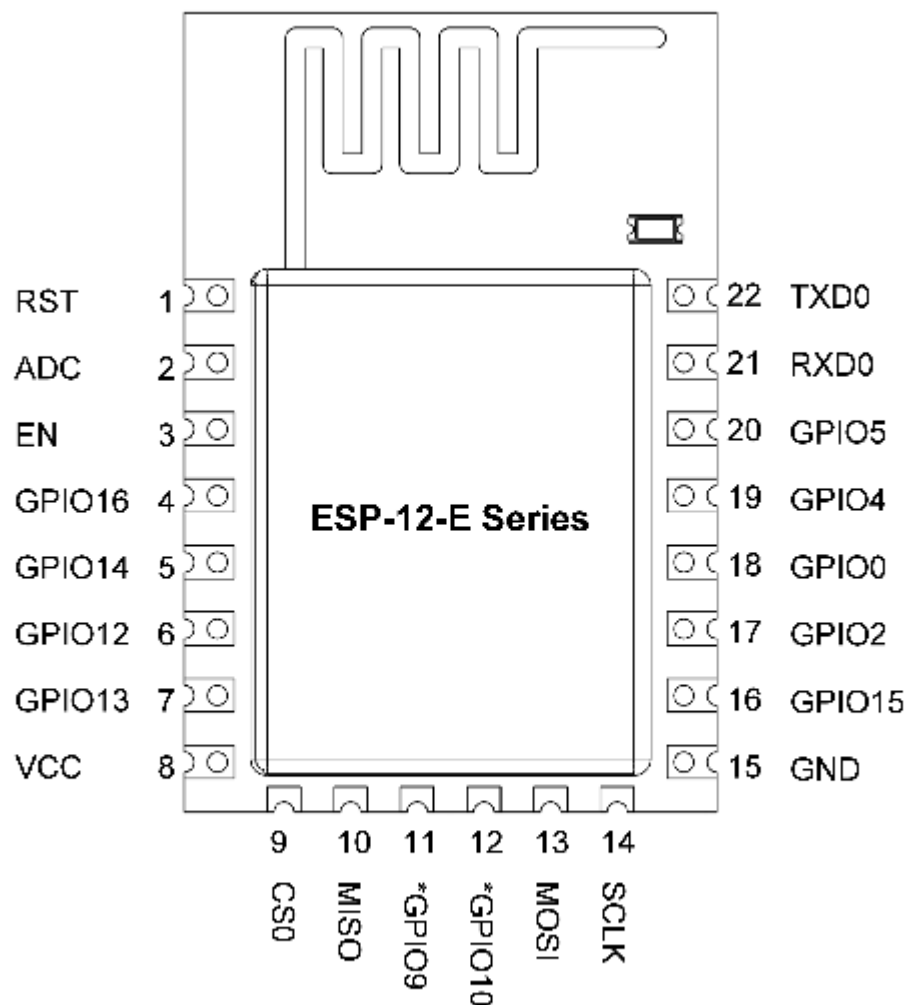 RST 1
ADC 2
EN 3
GPIO16 4
GPIO14 5
GPIO12 6
GPIO13 7
VCC 8
ESP-12-E Series
22 TXD0
21 RXD0
20 GPIO5
19 GPIO4
18 GPIO0
17 GPIO2
16 GPIO15
15 GND
9 10 11 12 13 14
CS0
MISO
*GPIO9
*GPIO10
MOSI
SCLK